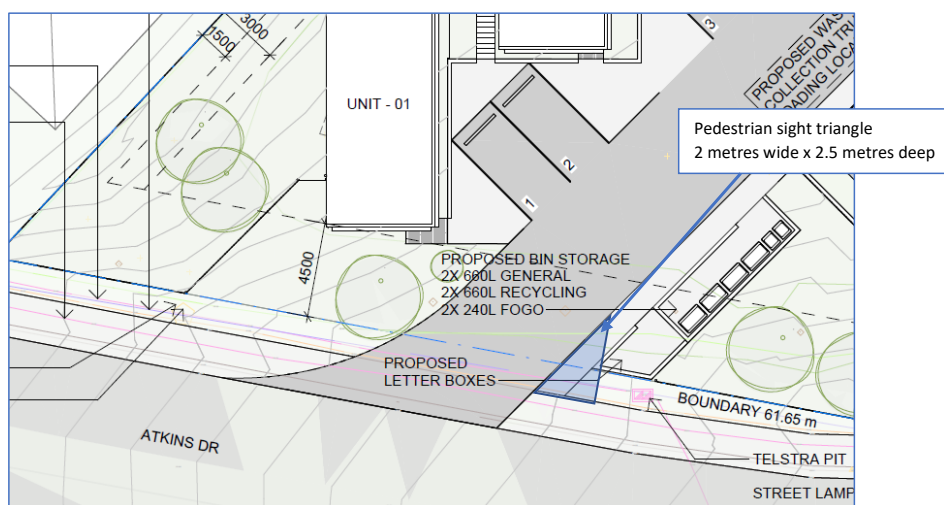 3000
1500
UNIT - 01
3
2
1
PROPOSED WAS
COLLECTION TRU
OADING LOCA
Pedestrian sight triangle
2 metres wide x 2.5 metres deep
4500
PROPOSED BIN STORAGE
2X 660L GENERAL
2X 660L RECYCLING
2X 240L FOGO
PROPOSED
LETTER BOXES
BOUNDARY 61.65 m
ATKINS DR
TELSTRA PIT
STREET LAMP